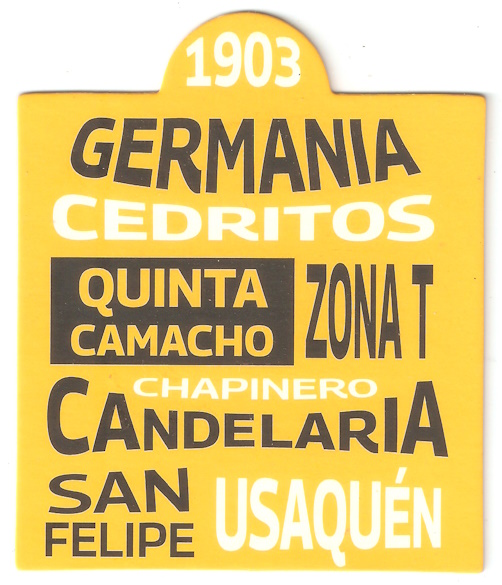 1903
GERMANIA
CEDRITOS
QUINTA
CAMACHO
ZONA T
CHAPINERO
CANDELARIA
SAN
FELIPE
USAQUÉN